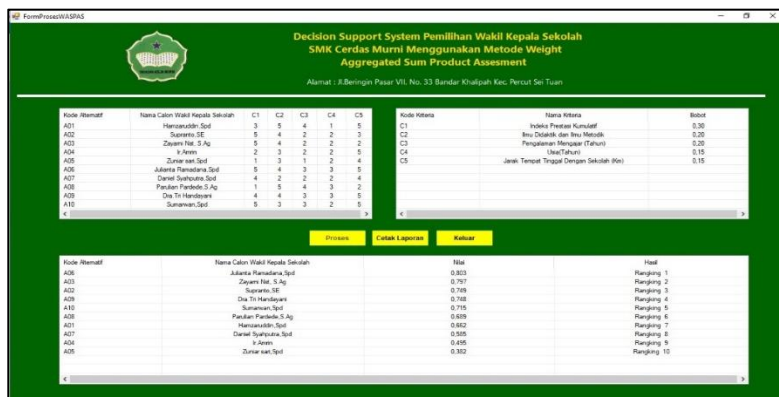 FormProsesWASPAS
Decision Support System Pemilihan Wakil Kepala Sekolah
SMK Cerdas Murni Menggunakan Metode Weight
Aggregated Sum Product Assesment
Alamat : Jl.Beringin Pasar VII, No. 33 Bandar Khalipah Kec. Percut Sei Tuan
Kode Alternatif Nama Calon Wakil Kepala Sekolah C1 C2 C3 C4 C5
A01 Hamzaruddin,Spd 3 5 4 1 5
A02 Supranto,SE 5 4 2 2 3
A03 Zayarni Nst, S.Ag 5 4 2 2 2
A04 Ir.Amrin 2 3 2 2 5
A05 Zuniar sari,Spd 1 3 1 2 4
A06 Julianta Ramadana,Spd 5 4 3 3 5
A07 Daniel Syahputra,Spd 4 2 2 2 4
A08 Parulian Pardede,S.Ag 1 5 4 3 2
A09 Dra.Tri Handayani 4 4 3 3 5
A10 Sumarwan,Spd 5 3 3 2 5
Kode Kriteria Nama Kriteria Bobot
C1 Indeks Prestasi Kumulatif 0,30
C2 Ilmu Didaktik dan Ilmu Metodik 0,20
C3 Pengalaman Mengajar (Tahun) 0,20
C4 Usia(Tahun) 0,15
C5 Jarak Tempat Tinggal Dengan Sekolah (Km) 0,15
Proses Cetak Laporan Keluar
Kode Alternatif Nama Calon Wakil Kepala Sekolah Nilai Hasil
A06 Julianta Ramadana,Spd 0,803 Rangking 1
A03 Zayarni Nst, S.Ag 0,797 Rangking 2
A02 Supranto,SE 0,749 Rangking 3
A09 Dra.Tri Handayani 0,748 Rangking 4
A10 Sumarwan,Spd 0,715 Rangking 5
A08 Parulian Pardede,S.Ag 0,689 Rangking 6
A01 Hamzaruddin,Spd 0,662 Rangking 7
A07 Daniel Syahputra,Spd 0,585 Rangking 8
A04 Ir.Amrin 0,495 Rangking 9
A05 Zuniar sari,Spd 0,382 Rangking 10